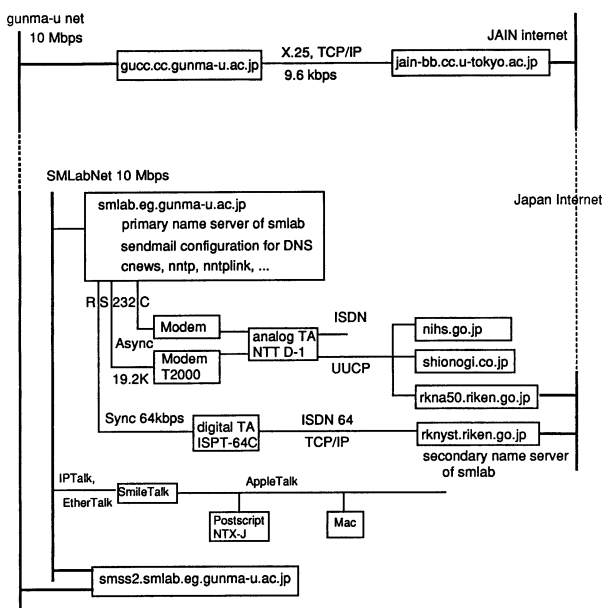 gunma-u net
10 Mbps
JAIN internet
X.25, TCP/IP
gucc.cc.gunma-u.ac.jp
jain-bb.cc.u-tokyo.ac.jp
9.6 kbps
SMLabNet 10 Mbps
Japan Internet
smlab.eg.gunma-u.ac.jp
primary name server of smlab
sendmail configuration for DNS
cnews, nntp, nntplink, ...
RS232C
ISDN
Modem
Async
analog TA
NTT D-1
nihs.go.jp
Modem
T2000
UUCP
shionogi.co.jp
19.2K
rkna50.riken.go.jp
Sync 64kbps
digital TA
ISPT-64C
ISDN 64
TCP/IP
rknyst.riken.go.jp
secondary name server
of smlab
IPTalk,
EtherTalk
SmileTalk
AppleTalk
Postscript
NTX-J
Mac
smss2.smlab.eg.gunma-u.ac.jp